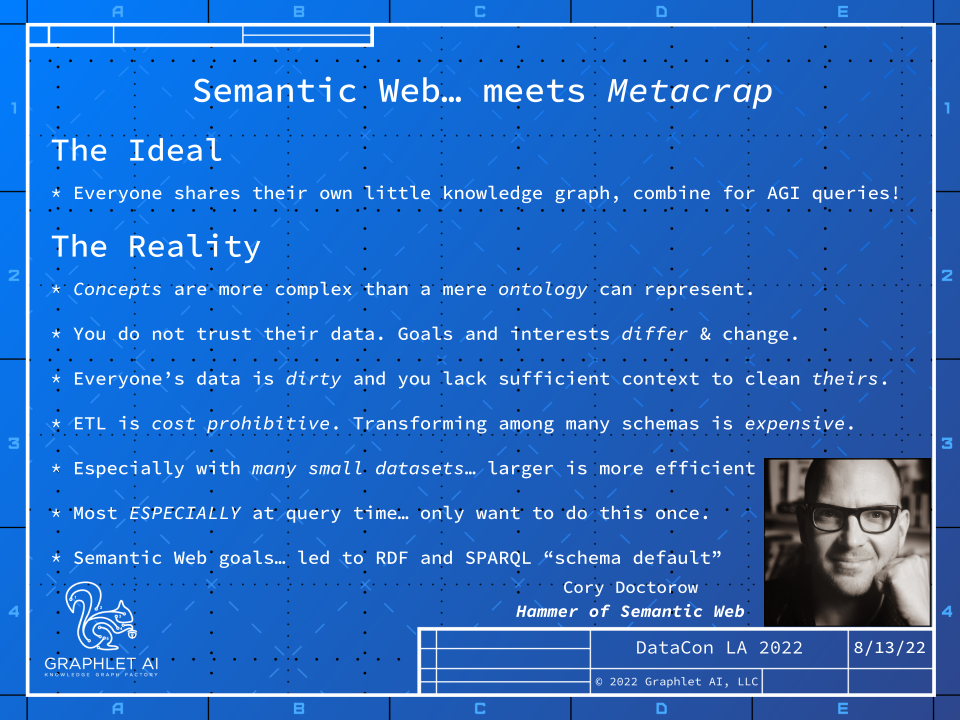 A B C D E
Semantic Web… meets Metacrap
1 1
The Ideal
* Everyone shares their own little knowledge graph, combine for AGI queries!
The Reality
2 2
* Concepts are more complex than a mere ontology can represent.
* You do not trust their data. Goals and interests differ & change.
* Everyone’s data is dirty and you lack sufficient context to clean theirs.
* ETL is cost prohibitive. Transforming among many schemas is expensive.
3 3
* Especially with many small datasets… larger is more efficient
* Most ESPECIALLY at query time… only want to do this once.
* Semantic Web goals… led to RDF and SPARQL “schema default”
Cory Doctorow
Hammer of Semantic Web
4 4
DataCon LA 2022 8/13/22
GRAPHLET AI
KNOWLEDGE GRAPH FACTORY
© 2022 Graphlet AI, LLC
A B C D E